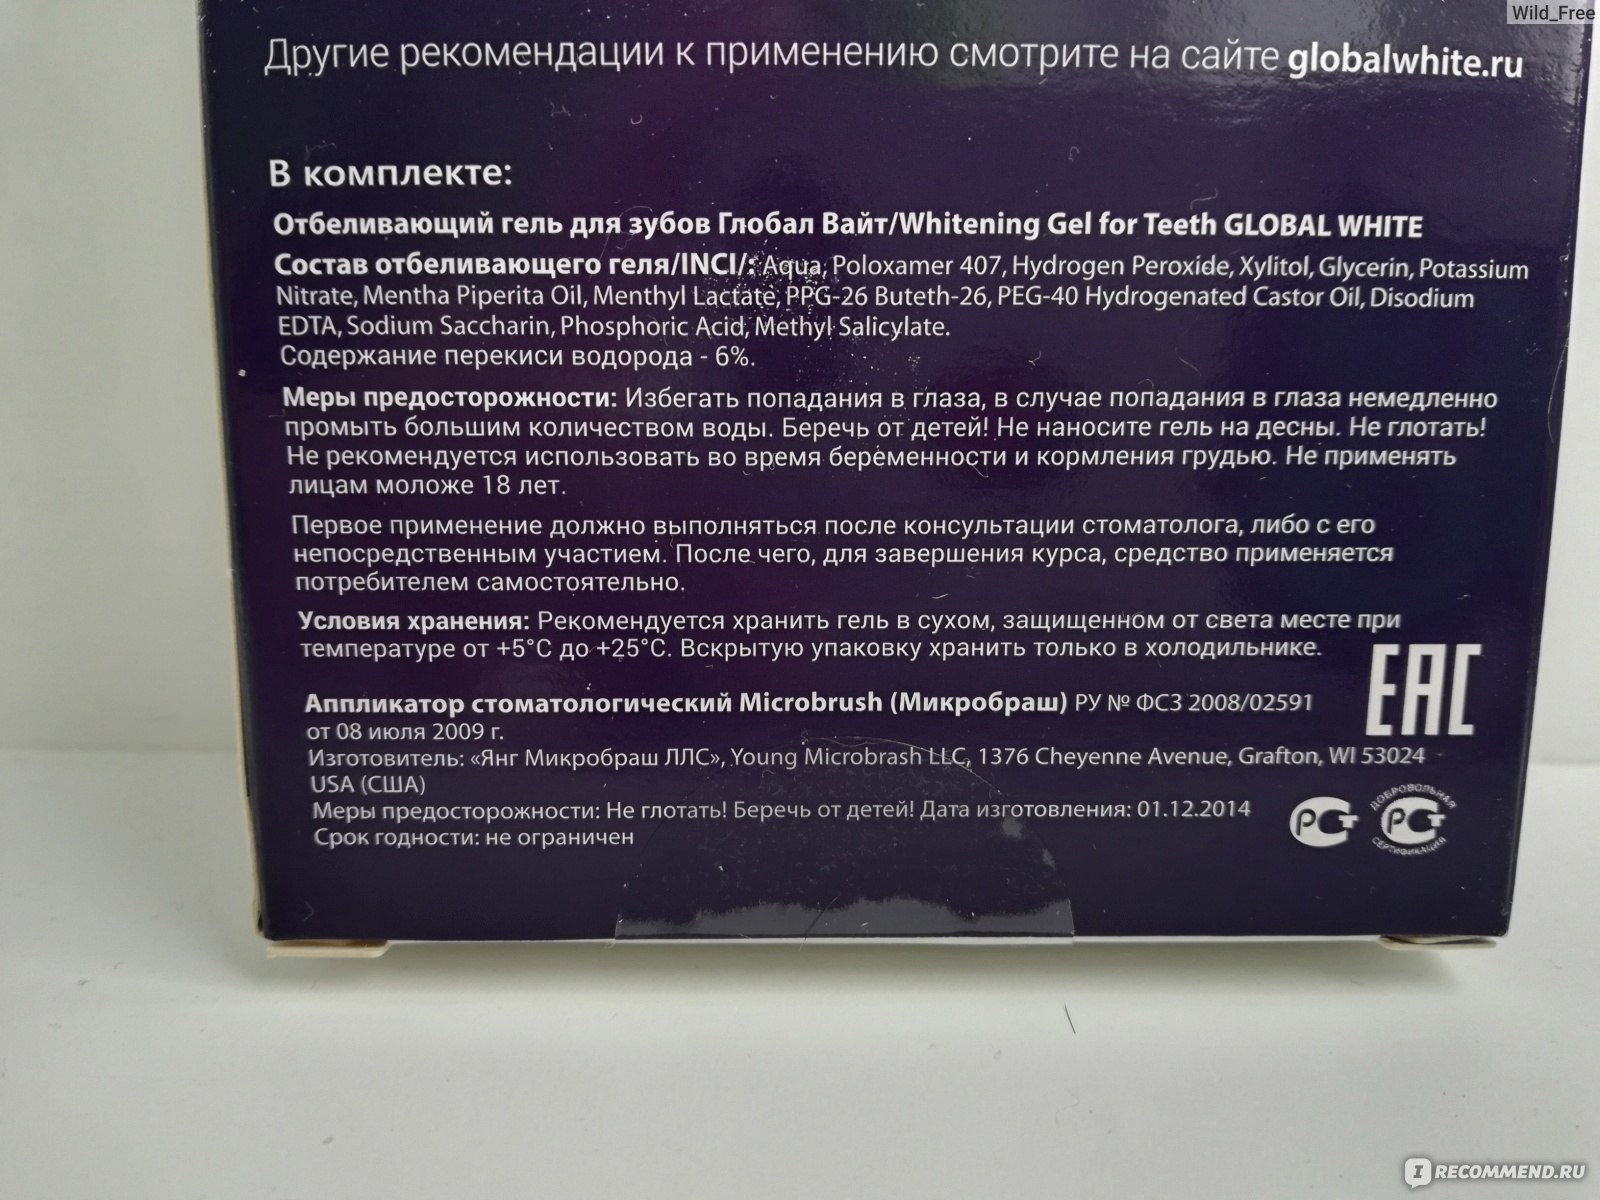 Wild_Free
Другие рекомендации к применению смотрите на сайте globalwhite.ru
В комплекте:
Отбеливающий гель для зубов Глобал Вайт/Whitening Gel for Teeth GLOBAL WHITE
Состав отбеливающего геля/INCI/: Aqua, Poloxamer 407, Hydrogen Peroxide, Xylitol, Glycerin, Potassium
Nitrate, Mentha Piperita Oil, Menthyl Lactate, PPG-26 Buteth-26, PEG-40 Hydrogenated Castor Oil, Disodium
EDTA, Sodium Saccharin, Phosphoric Acid, Methyl Salicylate.
Содержание перекиси водорода - 6%.
Меры предосторожности: Избегать попадания в глаза, в случае попадания в глаза немедленно
промыть большим количеством воды. Беречь от детей! Не наносите гель на десны. Не глотать!
Не рекомендуется использовать во время беременности и кормления грудью. Не применять
лицам моложе 18 лет.
Первое применение должно выполняться после консультации стоматолога, либо с его
непосредственным участием. После чего, для завершения курса, средство применяется
потребителем самостоятельно.
Условия хранения: Рекомендуется хранить гель в сухом, защищенном от света месте при
температуре от +5°C до +25°C. Вскрытую упаковку хранить только в холодильнике.
EAC
Аппликатор стоматологический Microbrush (Микробраш) РУ № ФСЗ 2008/02591
от 08 июля 2009 г.
Изготовитель: «Янг Микробраш ЛЛС», Young Microbrash LLC, 1376 Cheyenne Avenue, Grafton, WI 53024
USA (США)
Меры предосторожности: Не глотать! Беречь от детей! Дата изготовления: 01.12.2014
Срок годности: не ограничен
РСТ
ДОБРОВОЛЬНАЯ
РСТ
СЕРТИФИКАЦИЯ
IRECOMMEND.RU